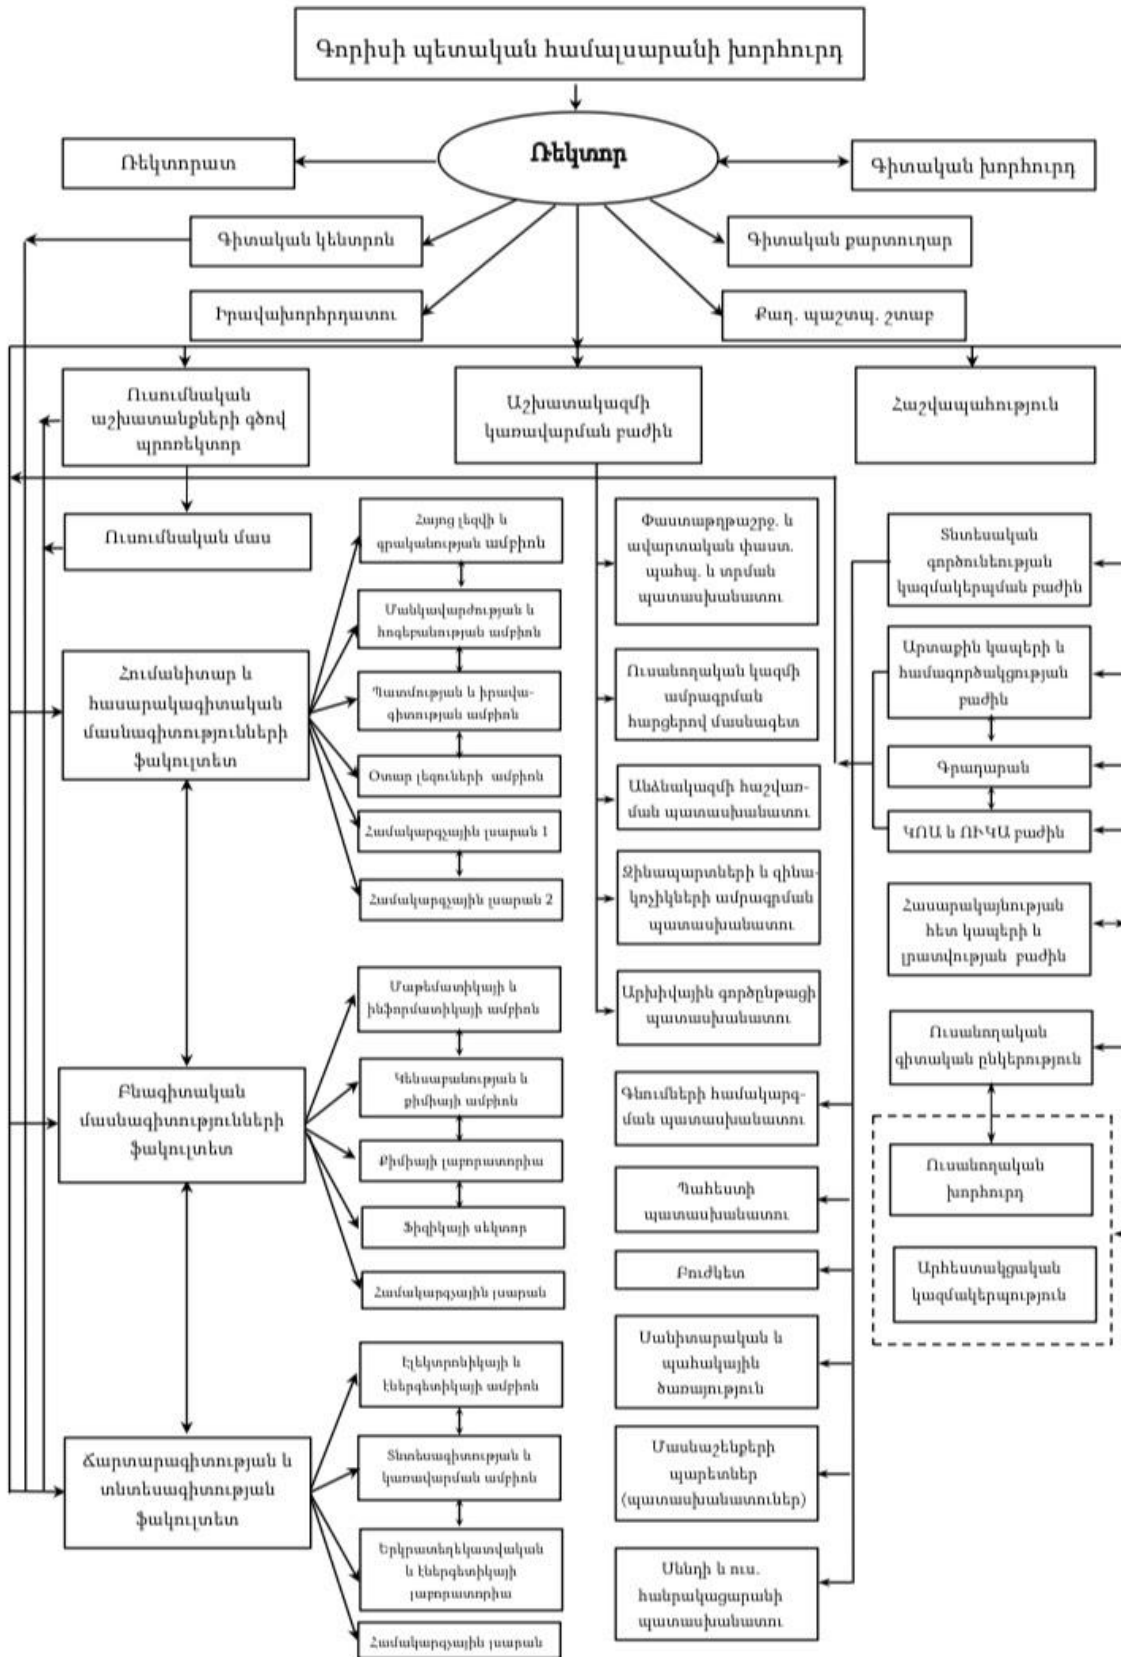 Գորիսի պետական համալսարանի խորհուրդ
Ռեկտոր
Ռեկտորատ
Գիտական խորհուրդ
Գիտական կենտրոն
Գիտական քարտուղար
Իրավախորհրդատու
Քաղ. պաշտպ. շտաբ
Ուսումնական
աշխատանքների գծով
պրոռեկտոր
Աշխատակազմի
կառավարման բաժին
Հաշվապահություն
Ուսումնական մաս
Հումանիտար և
հասարակագիտական
մասնագիտությունների
ֆակուլտետ
Հայոց լեզվի և
գրականության ամբիոն
Մանկավարժության և
հոգեբանության ամբիոն
Պատմության և իրավա-
գիտության ամբիոն
Օտար լեզուների ամբիոն
Համակարգչային լսարան 1
Համակարգչային լսարան 2
Բնագիտական
մասնագիտությունների
ֆակուլտետ
Մաթեմատիկայի և
ինֆորմատիկայի ամբիոն
Կենսաբանության և
քիմիայի ամբիոն
Քիմիայի լաբորատորիա
Ֆիզիկայի սեկտոր
Համակարգչային լսարան
Ճարտարագիտության և
տնտեսագիտության
ֆակուլտետ
Էլեկտրոնիկայի և
էներգետիկայի ամբիոն
Տնտեսագիտության և
կառավարման ամբիոն
Երկրատեղեկատվական
և էներգետիկայի
լաբորատորիա
Համակարգչային լսարան
Փաստաթղթաշրջ. և
ավարտական փաստ.
պահպ. և տրման
պատասխանատու
Ուսանողական կազմի
ամրագրման
հարցերով մասնագետ
Անձնակազմի հաշվառ-
ման պատասխանատու
Զինապարտների և զինա-
կոչիկների ամրագրման
պատասխանատու
Արխիվային գործընթացի
պատասխանատու
Գնումների համակարգ-
ման պատասխանատու
Պահեստի
պատասխանատու
Բուժկետ
Սանիտարական և
պահակային
ծառայություն
Մասնաշենքերի
պարետներ
(պատասխանատուներ)
Սննդի և ուս.
հանրակացարանի
պատասխանատու
Տնտեսական
գործունեության
կազմակերպման բաժին
Արտաքին կապերի և
համագործակցության
բաժին
Գրադարան
ԿՈԱ և ՈՒԿԱ բաժին
Հասարակայնության
հետ կապերի և
լրատվության բաժին
Ուսանողական
գիտական ընկերություն
Ուսանողական
խորհուրդ
Արհեստակցական
կազմակերպություն